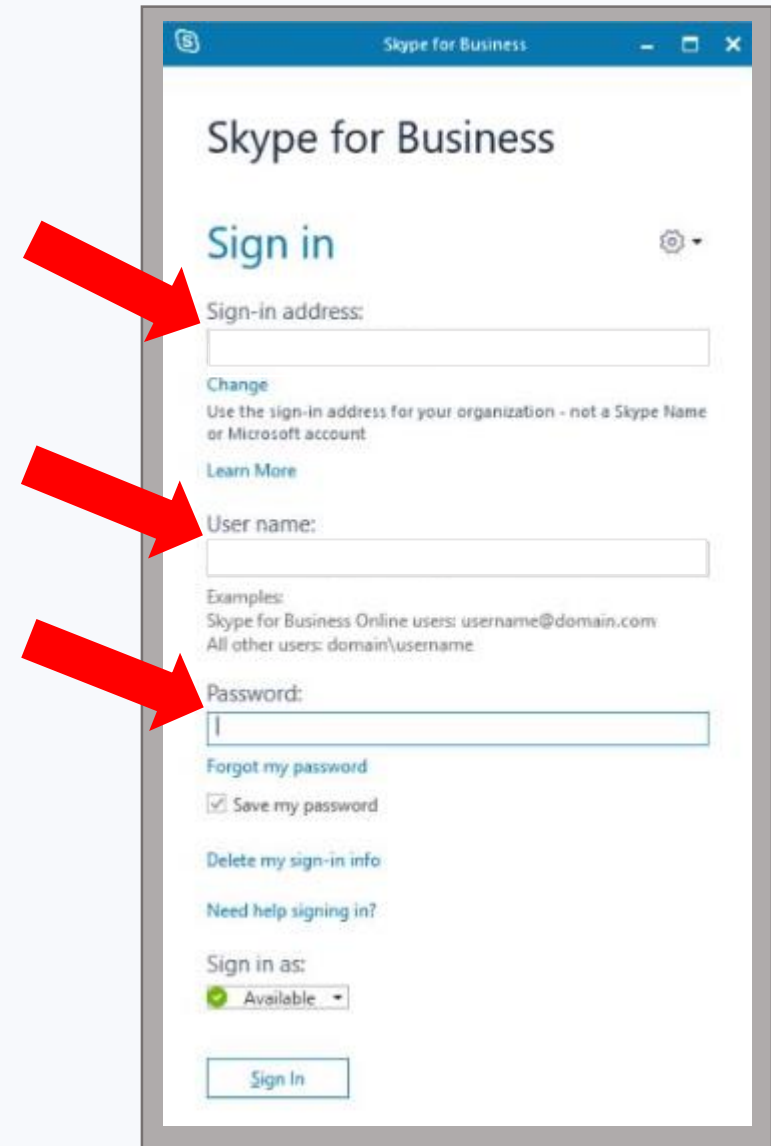 Skype for Business
Skype for Business
Sign in
Sign-in address:
Change
Use the sign-in address for your organization - not a Skype Name
or Microsoft account
Learn More
User name:
Examples:
Skype for Business Online users: username@domain.com
All other users: domain\username
Password:
Forgot my password
Save my password
Delete my sign-in info
Need help signing in?
Sign in as:
Available
Sign In